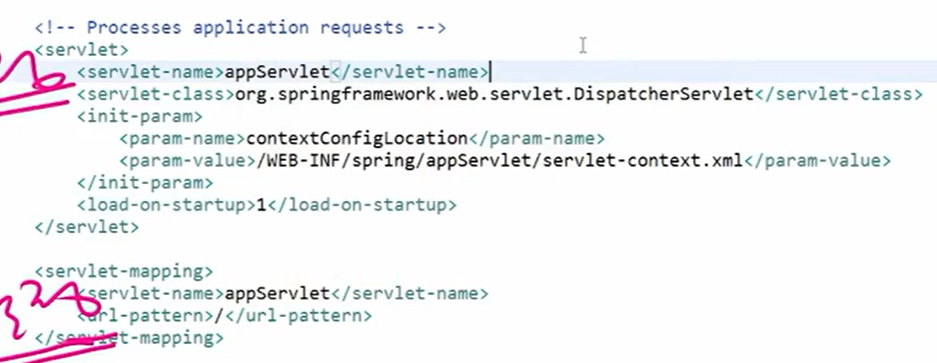 <!-- Processes application requests -->
<servlet>
<servlet-name>appServlet</servlet-name>
<servlet-class>org.springframework.web.servlet.DispatcherServlet</servlet-class>
<init-param>
<param-name>contextConfigLocation</param-name>
<param-value>/WEB-INF/spring/appServlet/servlet-context.xml</param-value>
</init-param>
<load-on-startup>1</load-on-startup>
</servlet>
<servlet-mapping>
<servlet-name>appServlet</servlet-name>
<url-pattern>/</url-pattern>
</servlet-mapping>